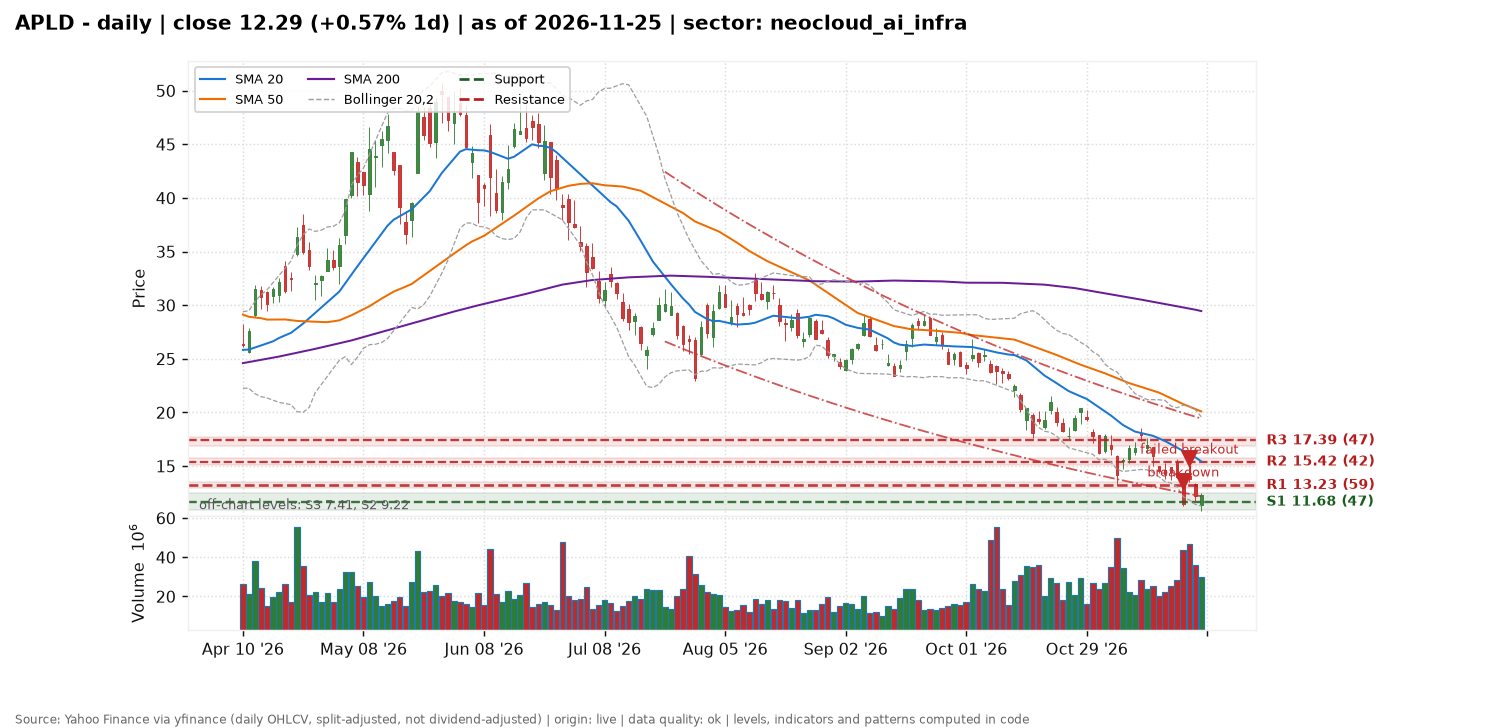 APLD - daily | close 12.29 (+0.57% 1d) | as of 2026-11-25 | sector: neocloud_ai_infra
SMA 20
SMA 50
SMA 200
Bollinger 20,2
Support
Resistance
Price
50
45
40
35
30
25
20
15
failed breakout
breakdown
R3 17.39 (47)
R2 15.42 (42)
R1 13.23 (59)
S1 11.68 (47)
off-chart levels: S3 7.41, S2 9.22
Volume 10^6
60
40
20
Apr 10 '26
May 08 '26
Jun 08 '26
Jul 08 '26
Aug 05 '26
Sep 02 '26
Oct 01 '26
Oct 29 '26
Source: Yahoo Finance via yfinance (daily OHLCV, split-adjusted, not dividend-adjusted) | origin: live | data quality: ok | levels, indicators and patterns computed in code